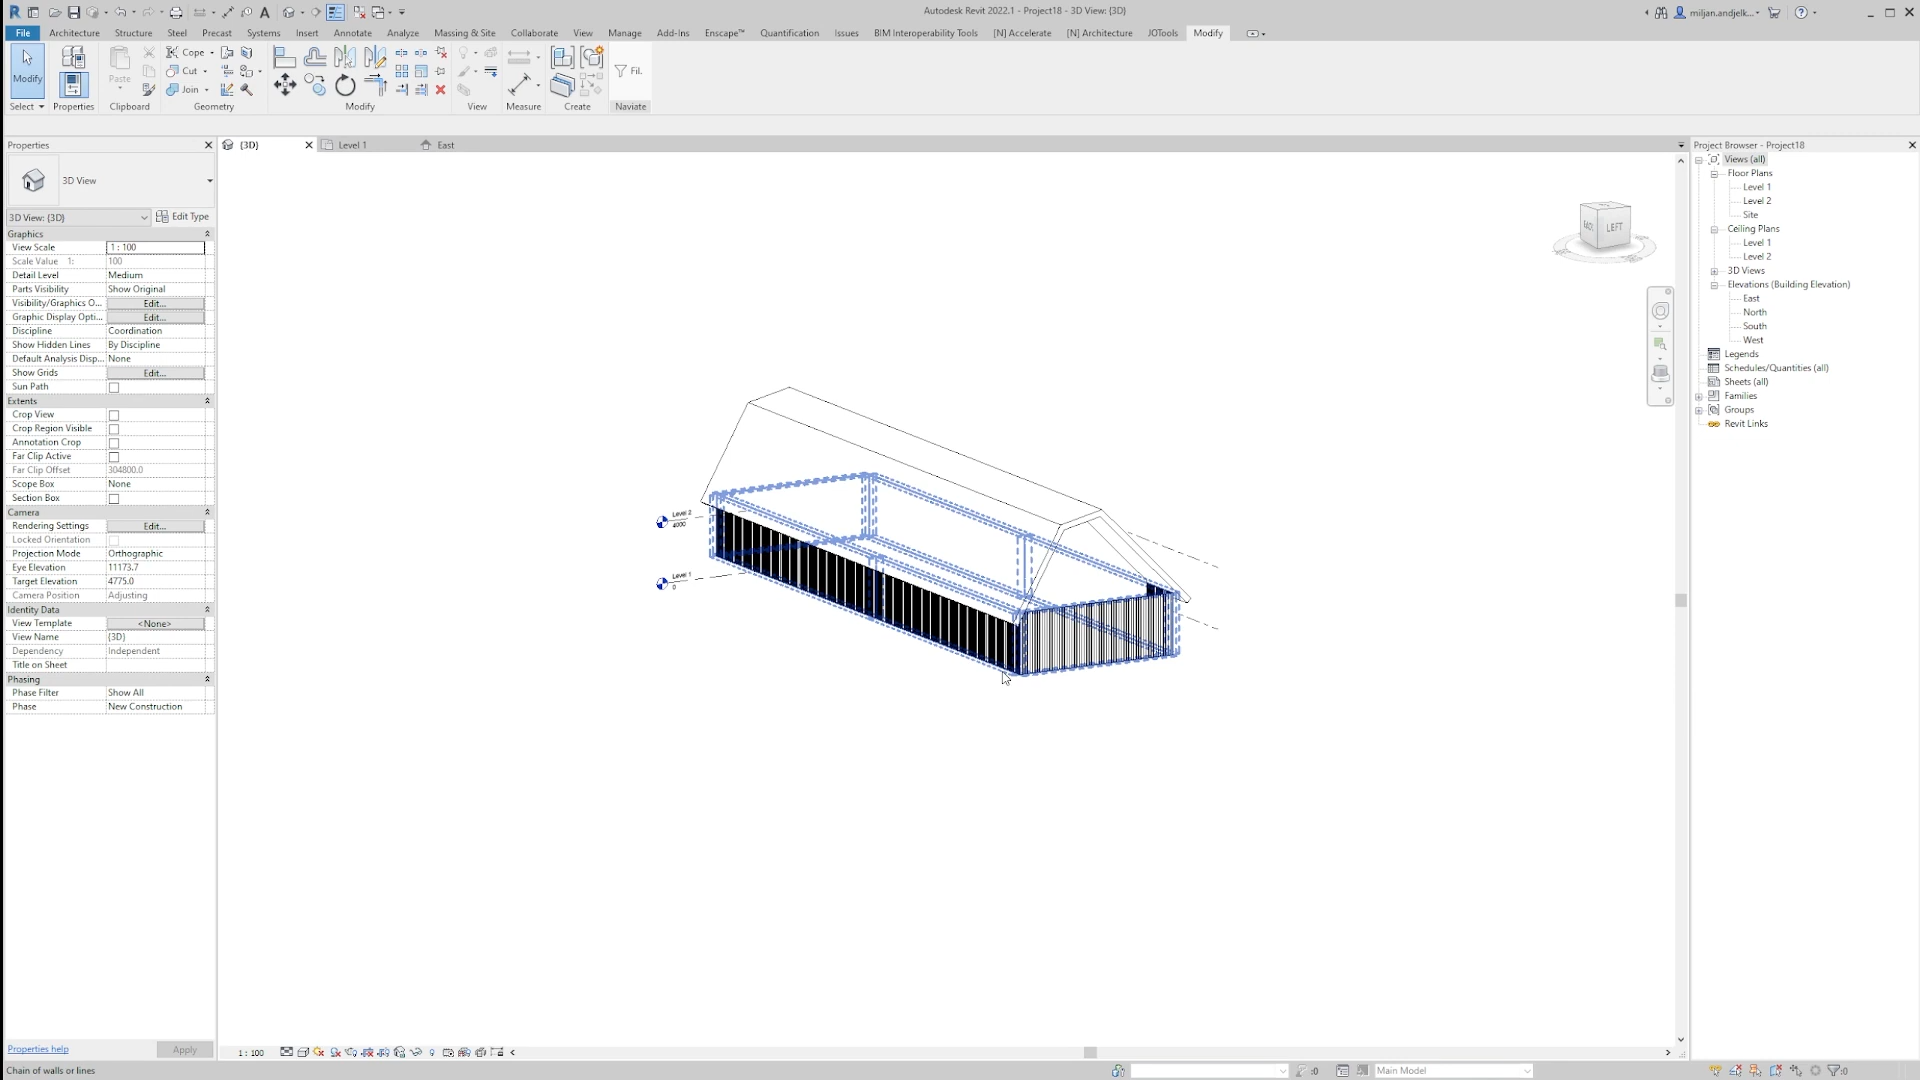 Autodesk Revit 2022.1 - Project18 - 3D View: {3D}
miljan.andjelk...
File Architecture Structure Steel Precast Systems Insert Annotate Analyze Massing & Site Collaborate View Manage Add-Ins Enscape™ Quantification Issues BIM Interoperability Tools [N] Accelerate [N] Architecture JOTools Modify
Modify
Paste
Cope
Cut
Join
Fil.
Select Properties Clipboard Geometry Modify View Measure Create Naviate
Properties
{3D}
Level 1
East
Project Browser - Project18
3D View
3D View: {3D}
Edit Type
Graphics
View Scale 1 : 100
Scale Value 1: 100
Detail Level Medium
Parts Visibility Show Original
Visibility/Graphics O... Edit...
Graphic Display Opti... Edit...
Discipline Coordination
Show Hidden Lines By Discipline
Default Analysis Disp... None
Show Grids Edit...
Sun Path
Extents
Crop View
Crop Region Visible
Annotation Crop
Far Clip Active
Far Clip Offset 304800.0
Scope Box None
Section Box
Camera
Rendering Settings Edit...
Locked Orientation
Projection Mode Orthographic
Eye Elevation 11173.7
Target Elevation 4775.0
Camera Position Adjusting
Identity Data
View Template <None>
View Name {3D}
Dependency Independent
Title on Sheet
Phasing
Phase Filter Show All
Phase New Construction
Properties help
Apply
Level 2
4000
Level 1
0
BACK
LEFT
Views (all)
Floor Plans
Level 1
Level 2
Site
Ceiling Plans
Level 1
Level 2
3D Views
Elevations (Building Elevation)
East
North
South
West
Legends
Schedules/Quantities (all)
Sheets (all)
Families
Groups
Revit Links
1 : 100
Chain of walls or lines
:0
Main Model
:0